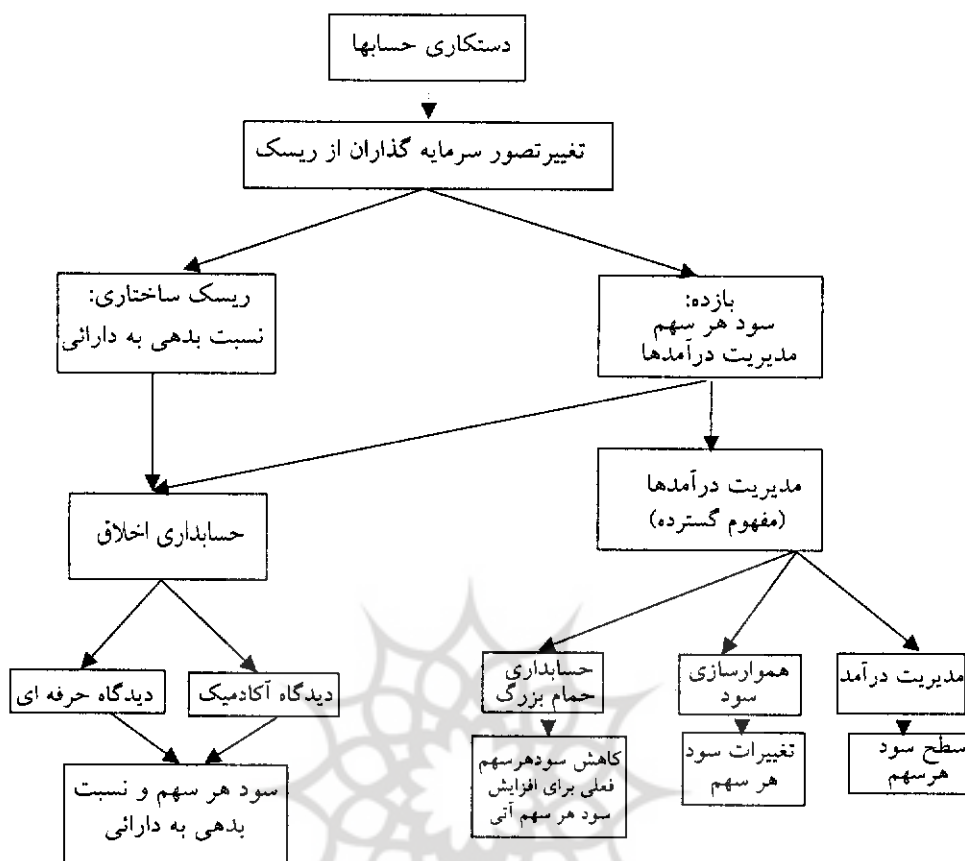 دستکاری حسابها
تغییرتصور سرمایه گذاران از ریسک
بازده:
سود هر سهم
مدیریت درآمدها
ریسک ساختاری:
نسبت بدهی به دارائی
مدیریت درآمدها
(مفهوم گسترده)
حسابداری اخلاق
مدیریت درآمد
هموارسازی
سود
حسابداری
حمام بزرگ
دیدگاه آکادمیک
دیدگاه حرفه ای
سطح سود
هرسهم
تغییرات سود
هر سهم
کاهش سودهرسهم
فعلی برای افزایش
سود هر سهم آتی
سود هر سهم و نسبت
بدهی به دارائی